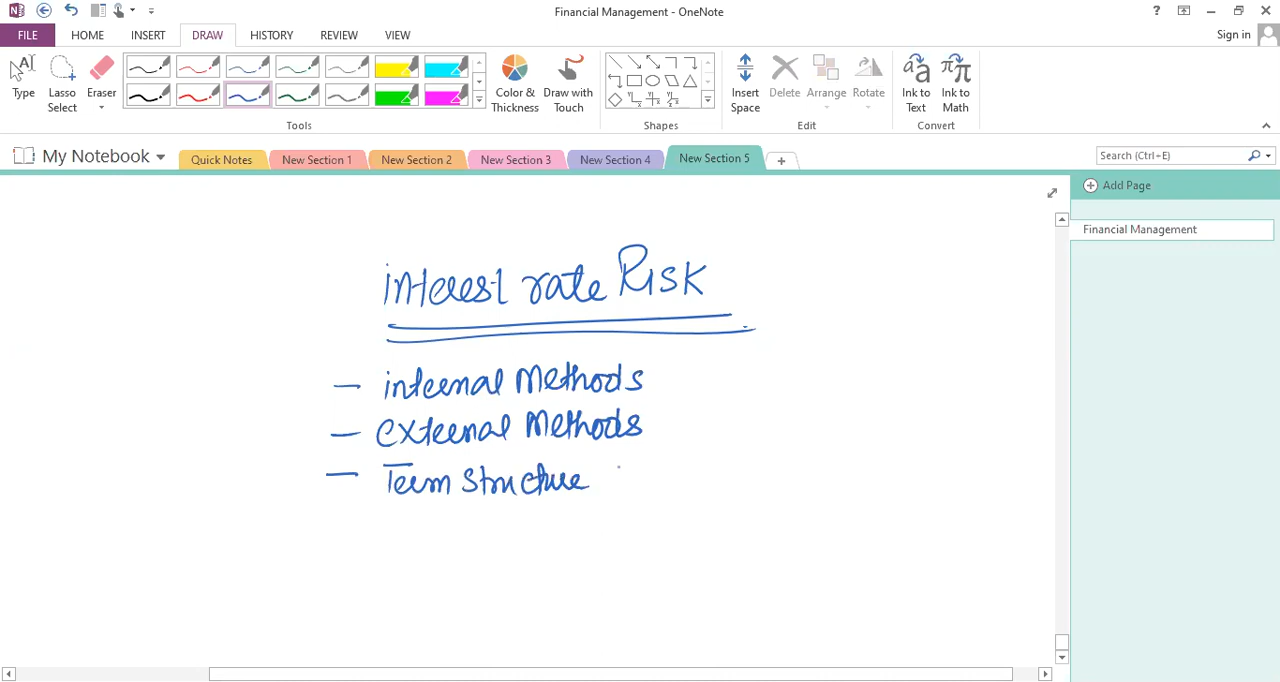 Financial Management - OneNote
Sign in
FILE HOME INSERT DRAW HISTORY REVIEW VIEW
Type
Lasso Select
Eraser
Color & Thickness
Draw with Touch
Insert Space
Delete
Arrange
Rotate
Ink to Text
Ink to Math
Tools
Shapes
Edit
Convert
My Notebook
Quick Notes
New Section 1
New Section 2
New Section 3
New Section 4
New Section 5
Search (Ctrl+E)
Add Page
Financial Management
interest rate Risk
— internal Methods
— external Methods
— Term Structure